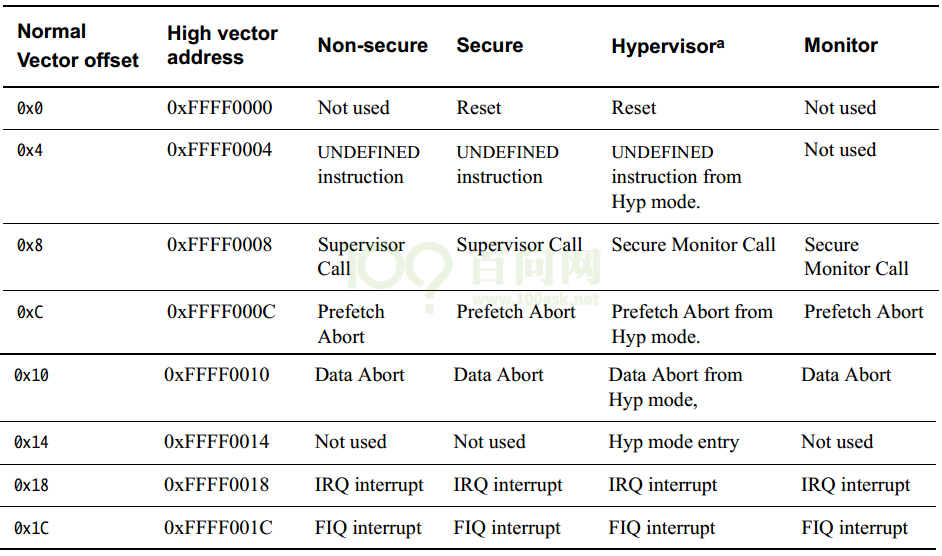 Normal Vector offset High vector address Non-secure Secure Hypervisorᵃ Monitor
0x0 0xFFFF0000 Not used Reset Reset Not used
0x4 0xFFFF0004 UNDEFINED instruction UNDEFINED instruction UNDEFINED instruction from Hyp mode. Not used
0x8 0xFFFF0008 Supervisor Call Supervisor Call Secure Monitor Call Secure Monitor Call
100 百问网
www.100ask.net
0xC 0xFFFF000C Prefetch Abort Prefetch Abort Prefetch Abort from Hyp mode. Prefetch Abort
0x10 0xFFFF0010 Data Abort Data Abort Data Abort from Hyp mode, Data Abort
0x14 0xFFFF0014 Not used Not used Hyp mode entry Not used
0x18 0xFFFF0018 IRQ interrupt IRQ interrupt IRQ interrupt IRQ interrupt
0x1C 0xFFFF001C FIQ interrupt FIQ interrupt FIQ interrupt FIQ interrupt